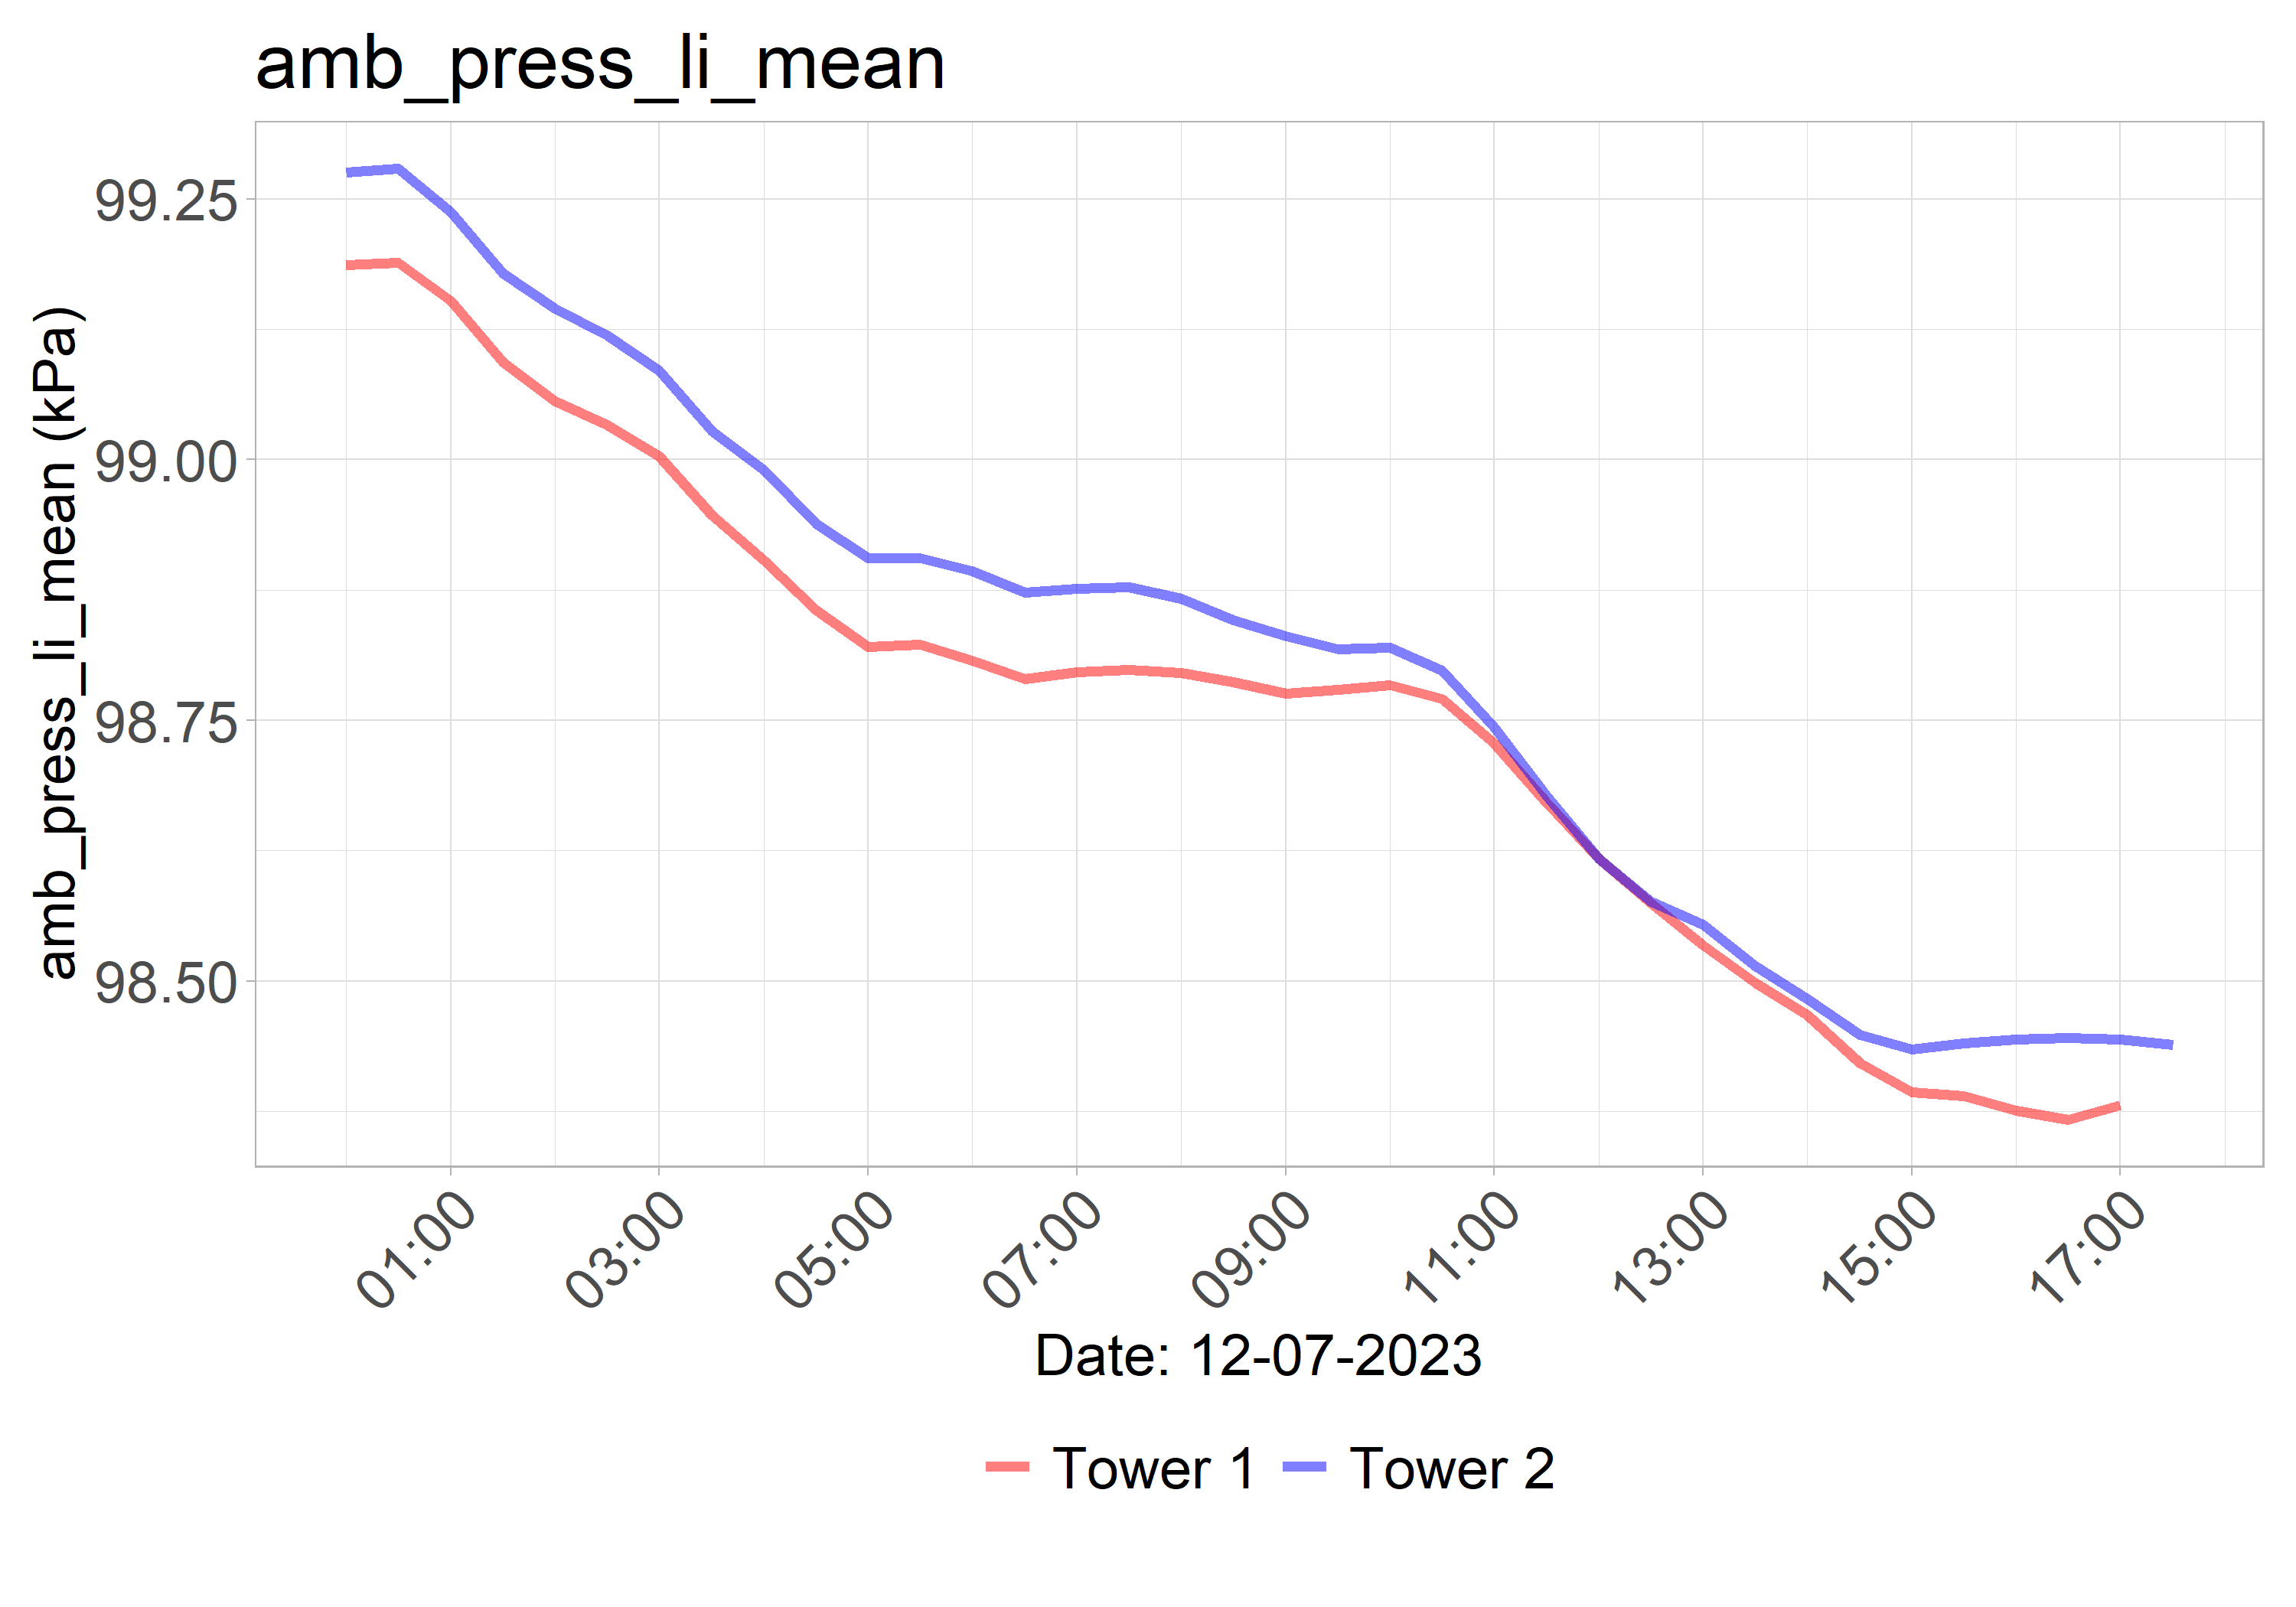 amb_press_li_mean
amb_press_li_mean (kPa)
99.25
99.00
98.75
98.50
01:00
03:00
05:00
07:00
09:00
11:00
13:00
15:00
17:00
Date: 12-07-2023
Tower 1
Tower 2